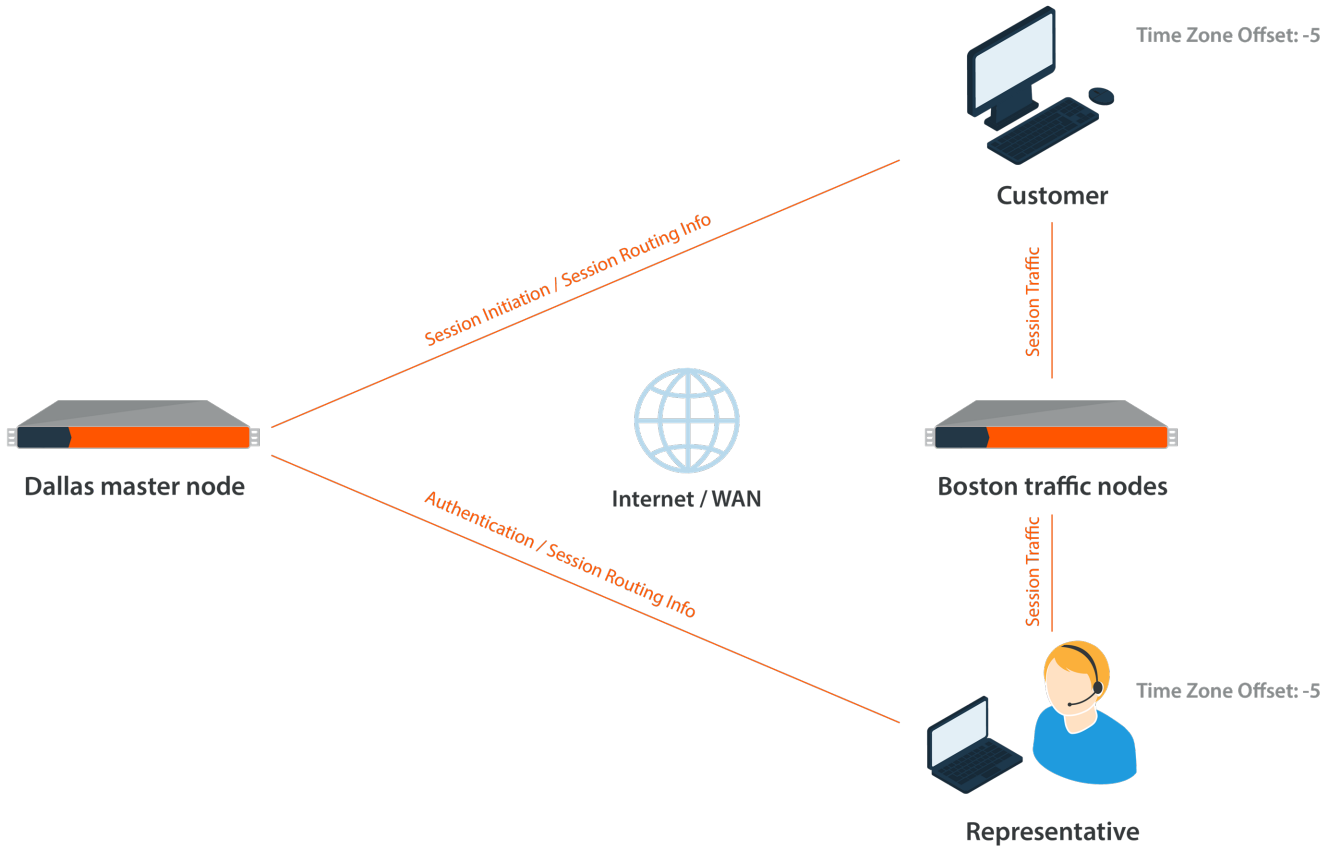 Time Zone Offset: -5
Customer
Session Initiation / Session Routing Info
Session Traffic
Dallas master node
Internet / WAN
Boston traffic nodes
Authentication / Session Routing Info
Session Traffic
Time Zone Offset: -5
Representative